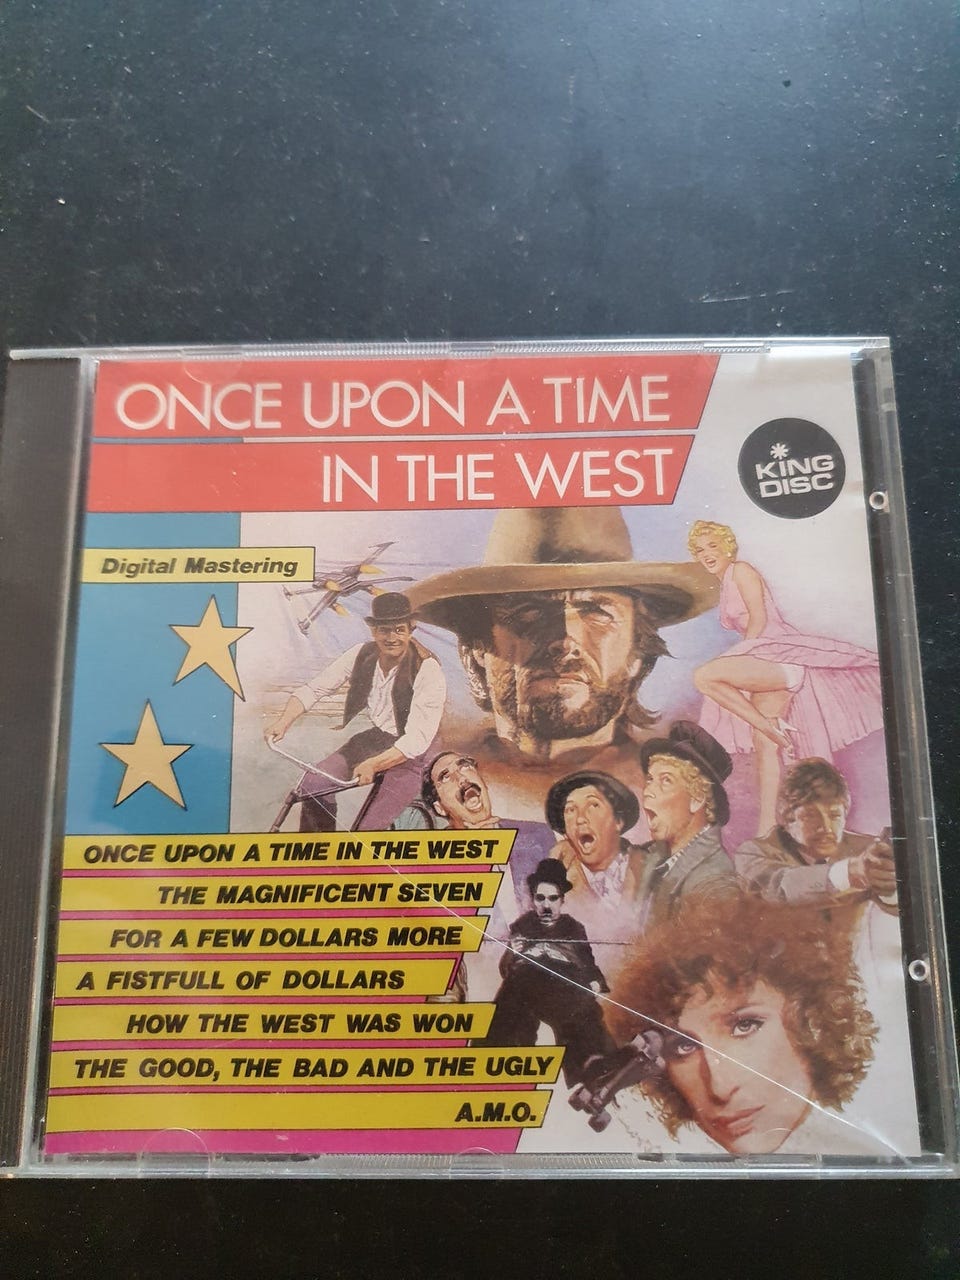 ONCE UPON A TIME
IN THE WEST
KING
DISC
Digital Mastering
ONCE UPON A TIME IN THE WEST
THE MAGNIFICENT SEVEN
FOR A FEW DOLLARS MORE
A FISTFULL OF DOLLARS
HOW THE WEST WAS WON
THE GOOD, THE BAD AND THE UGLY
A.M.O.